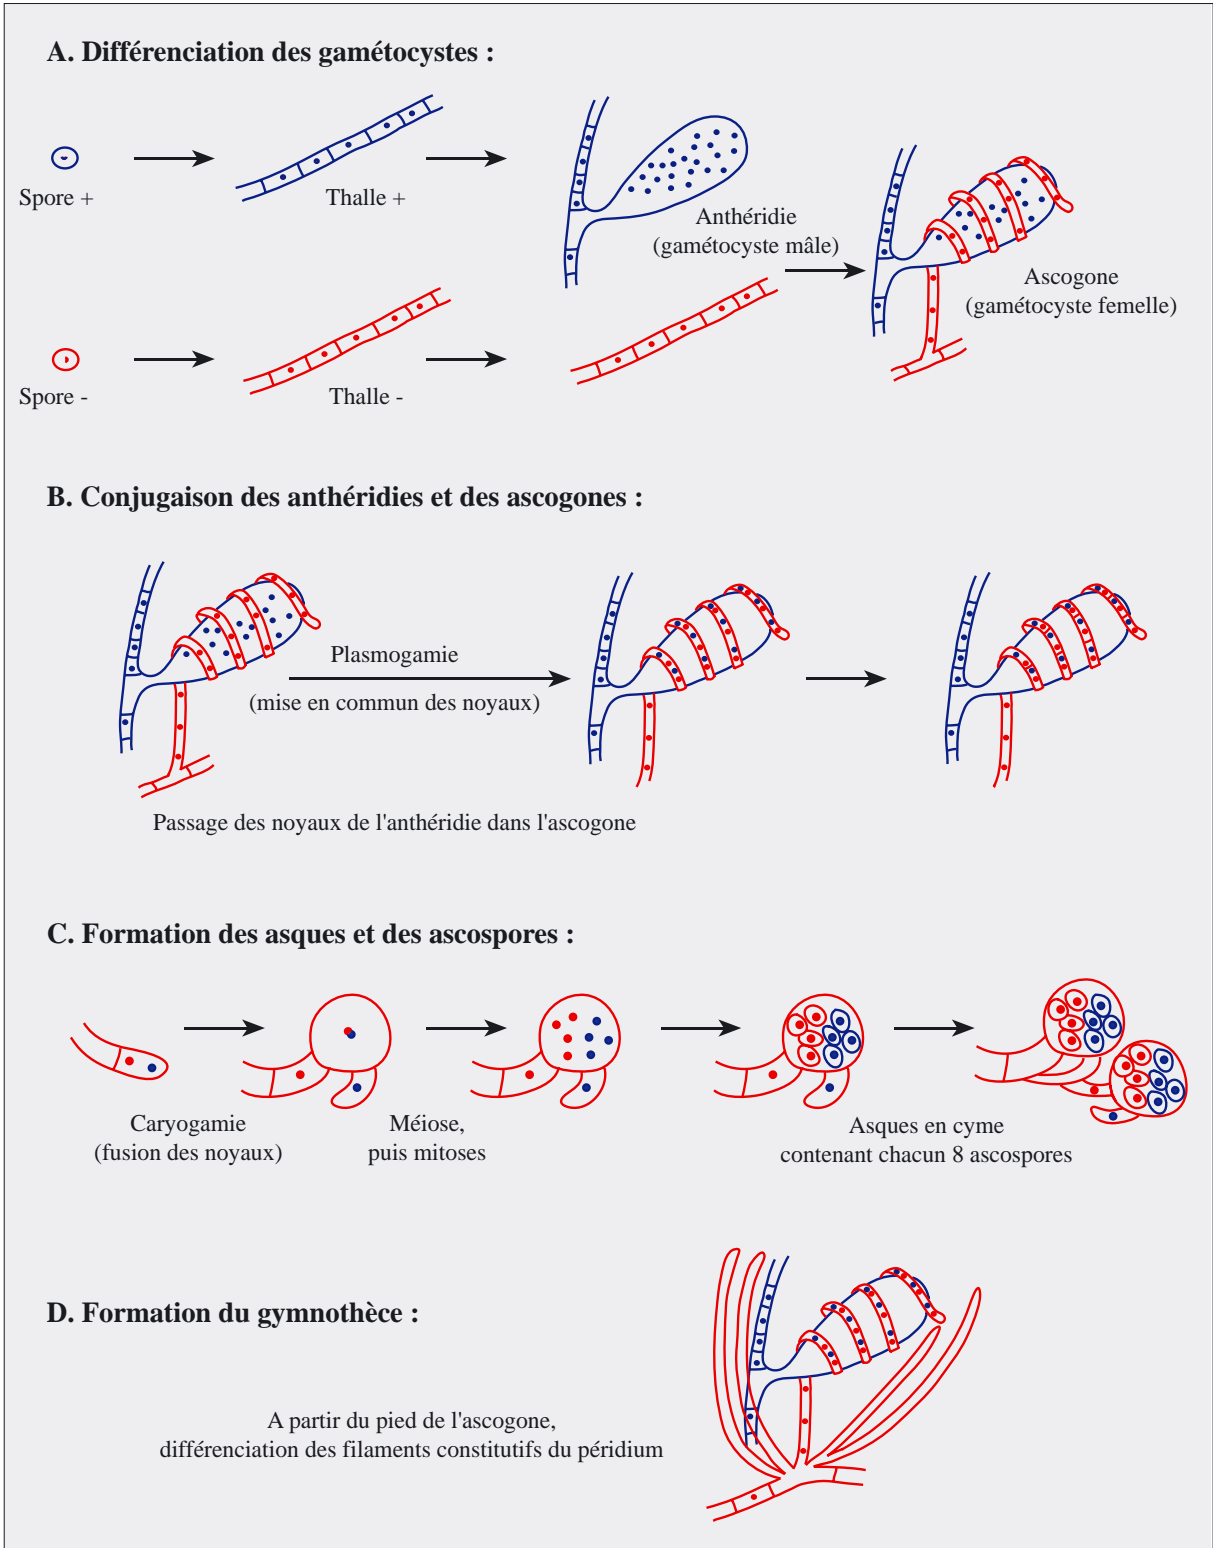 A. Différenciation des gamétocystes :
Spore +
Thalle +
Anthéridie
(gamétocyste mâle)
Ascogone
(gamétocyste femelle)
Spore -
Thalle -
B. Conjugaison des anthéridies et des ascogones :
Plasmogamie
(mise en commun des noyaux)
Passage des noyaux de l'anthéridie dans l'ascogone
C. Formation des asques et des ascospores :
Caryogamie
(fusion des noyaux)
Méiose,
puis mitoses
Asques en cyme
contenant chacun 8 ascospores
D. Formation du gymnothèce :
A partir du pied de l'ascogone,
différenciation des filaments constitutifs du péridium